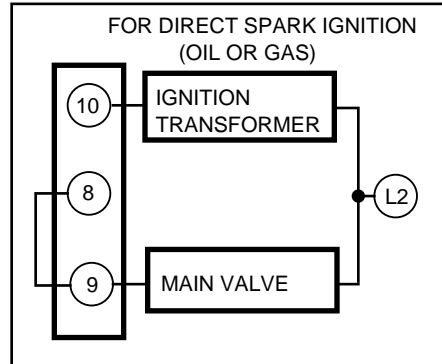 FOR DIRECT SPARK IGNITION
(OIL OR GAS)
10
IGNITION
TRANSFORMER
8
L2
9
MAIN VALVE